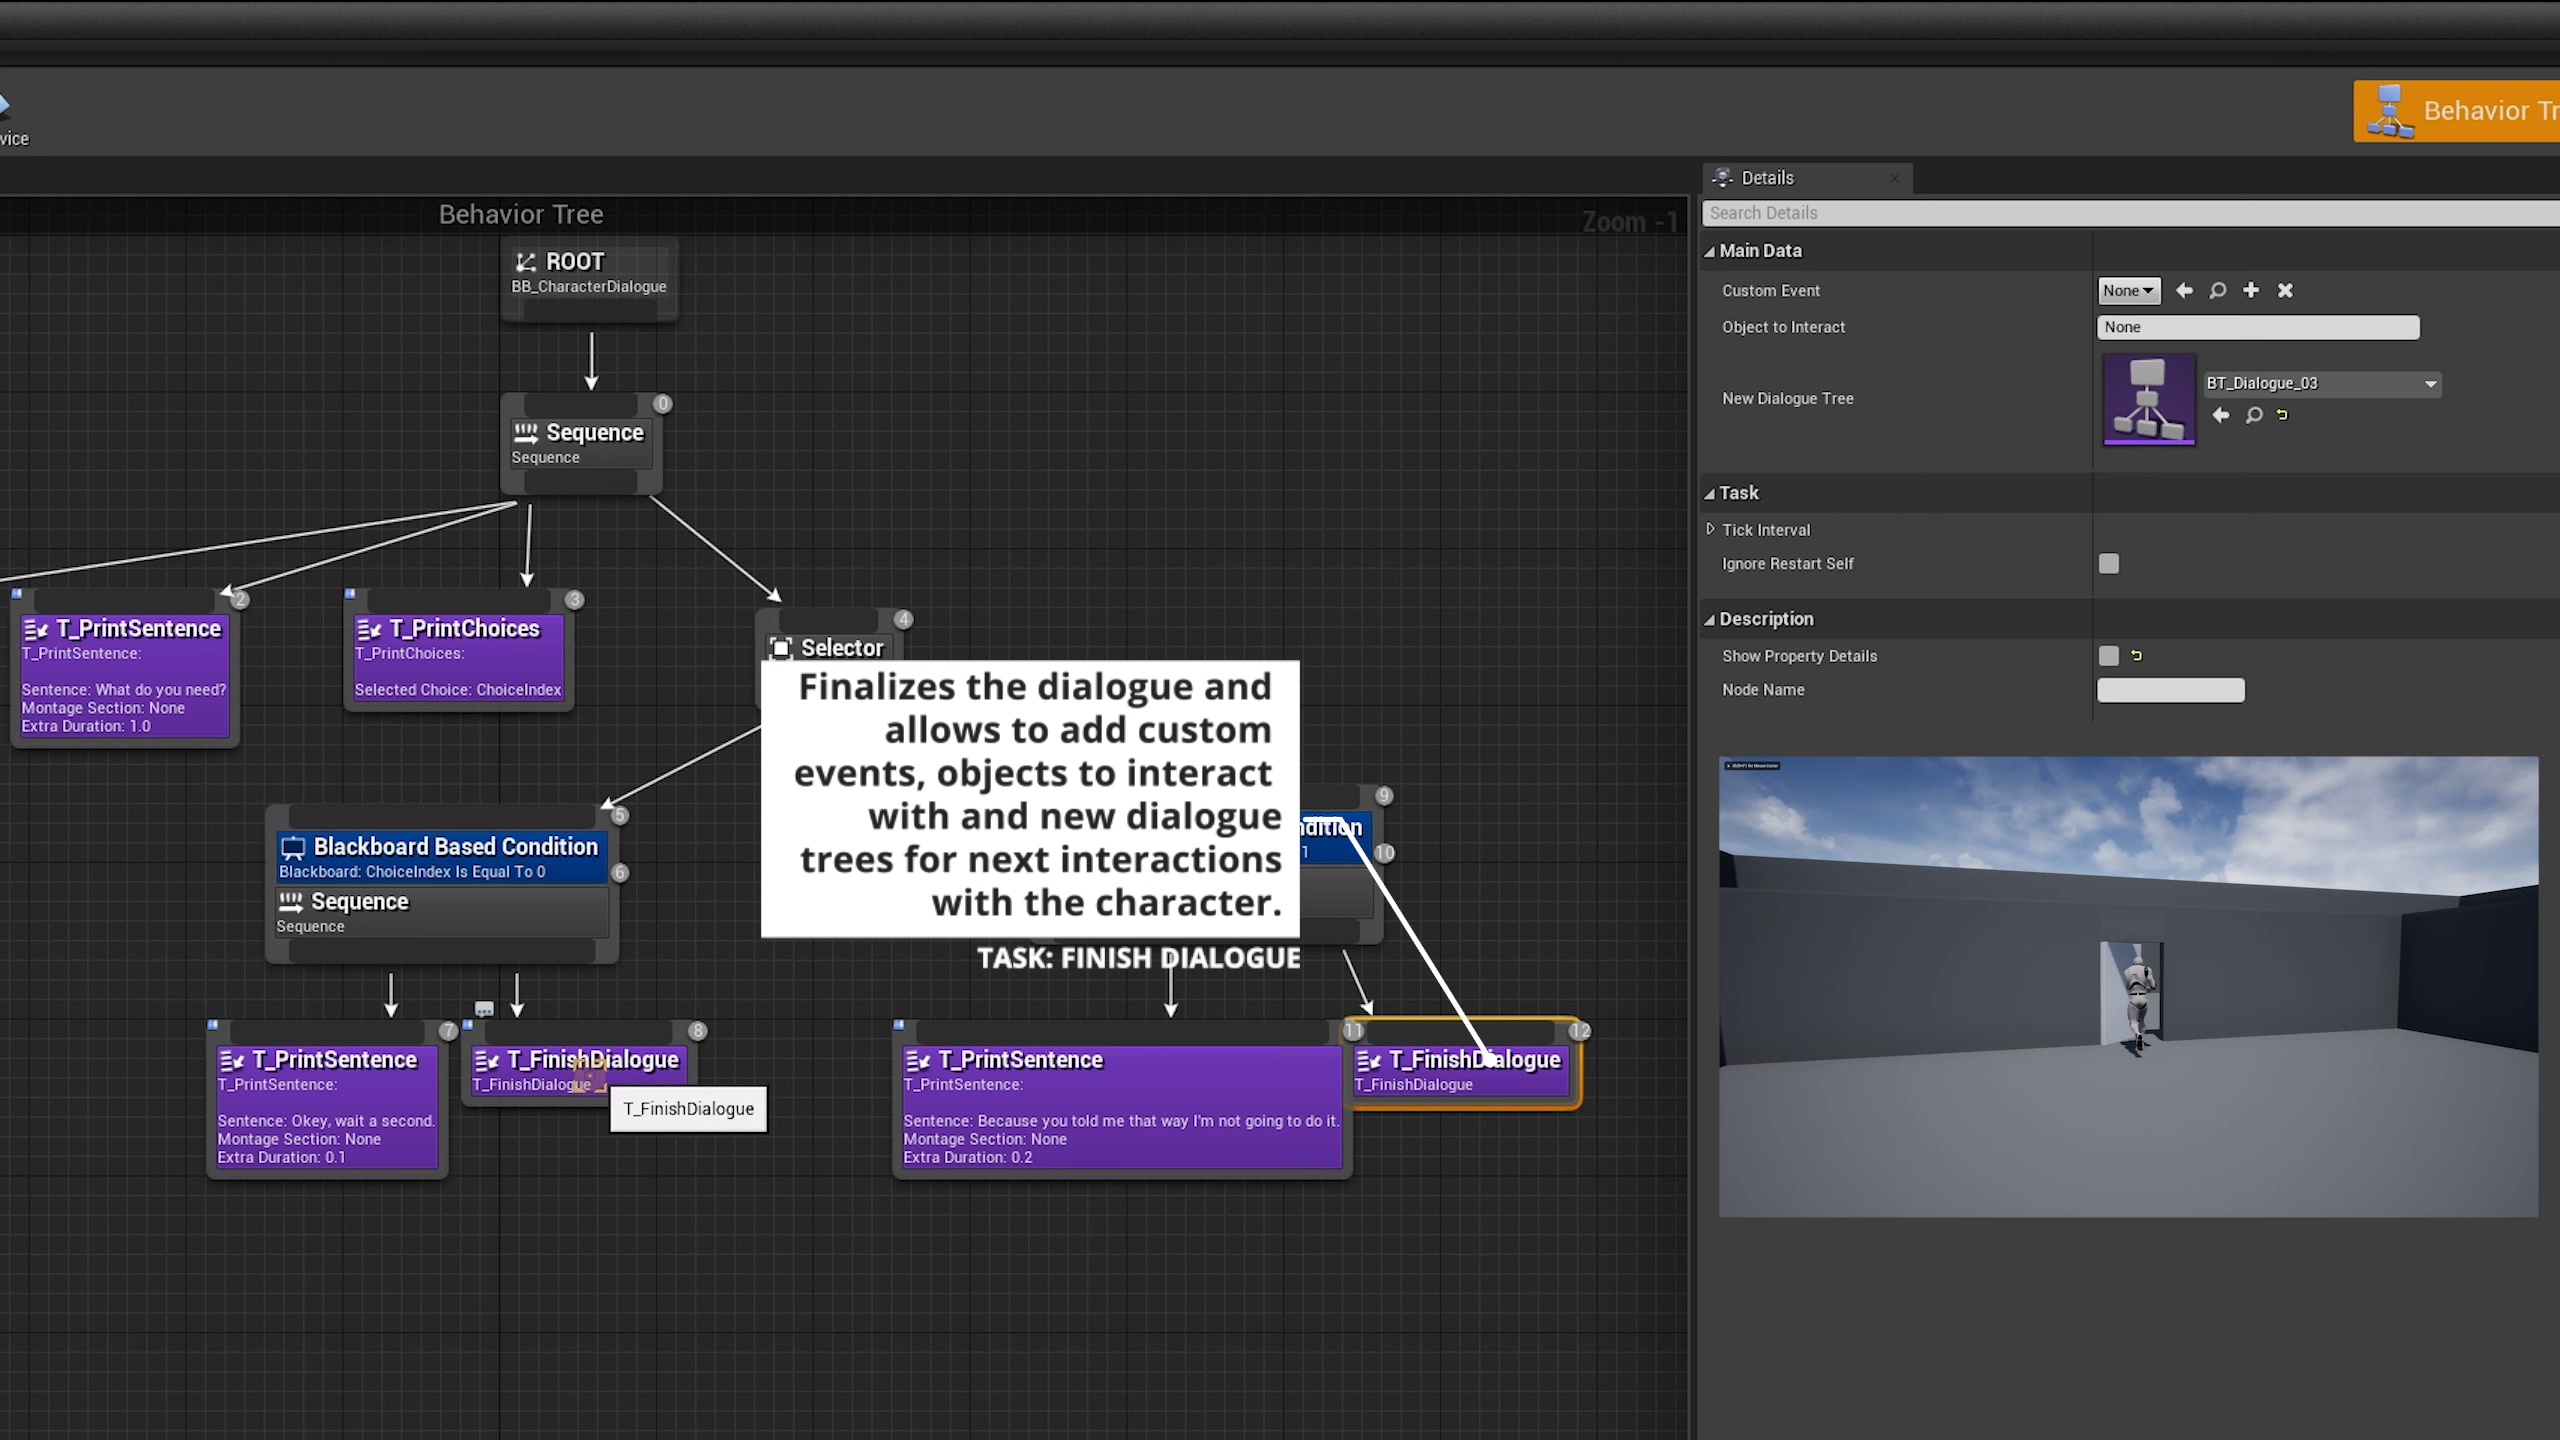 vice
Behavior Tr
Behavior Tree
Zoom -1
ROOT
BB_CharacterDialogue
0
Sequence
Sequence
2
T_PrintSentence
T_PrintSentence:
Sentence: What do you need?
Montage Section: None
Extra Duration: 1.0
3
T_PrintChoices
T_PrintChoices:
Selected Choice: ChoiceIndex
4
Selector
Finalizes the dialogue and
allows to add custom
events, objects to interact
with and new dialogue
trees for next interactions
with the character.
TASK: FINISH DIALOGUE
5
Blackboard Based Condition
Blackboard: ChoiceIndex Is Equal To 0
6
Sequence
Sequence
9
ndition
1
10
7
T_PrintSentence
T_PrintSentence:
Sentence: Okey, wait a second.
Montage Section: None
Extra Duration: 0.1
8
T_FinishDialogue
T_FinishDialogue
T_FinishDialogue
11
T_PrintSentence
T_PrintSentence:
Sentence: Because you told me that way I'm not going to do it.
Montage Section: None
Extra Duration: 0.2
12
T_FinishDialogue
T_FinishDialogue
Details
Search Details
Main Data
Custom Event
None
Object to Interact
None
New Dialogue Tree
BT_Dialogue_03
Task
Tick Interval
Ignore Restart Self
Description
Show Property Details
Node Name